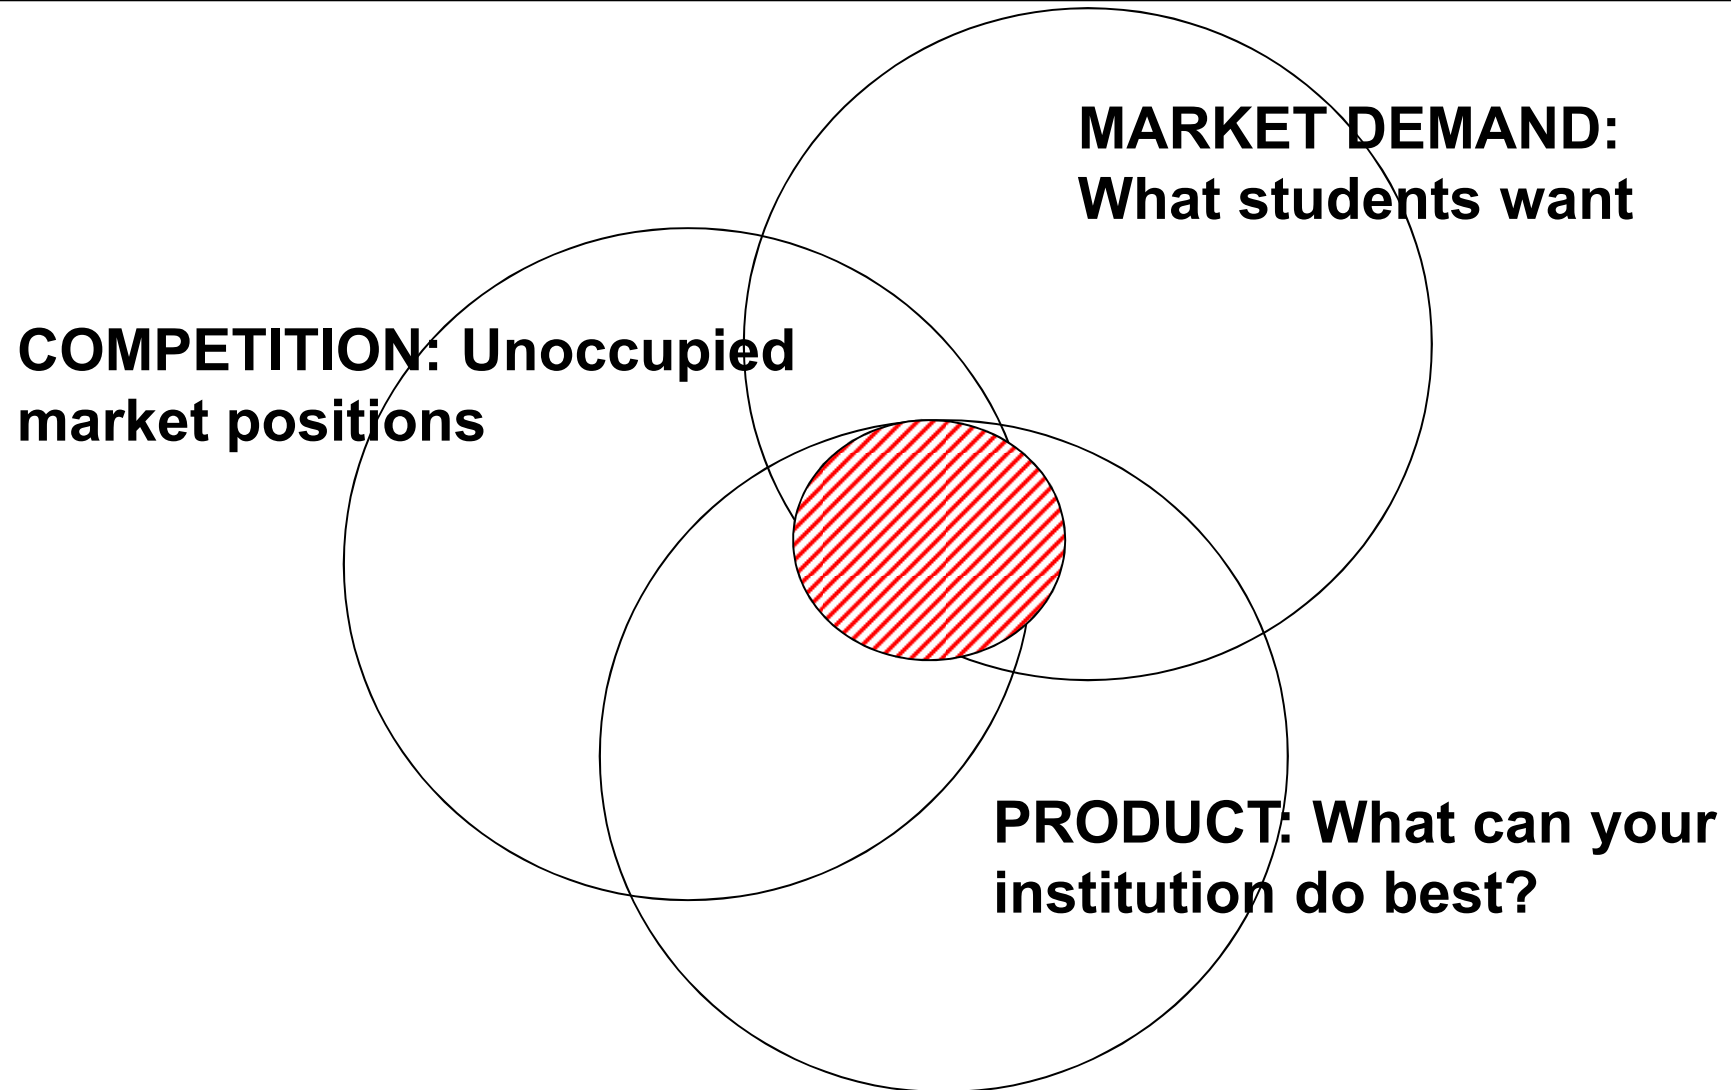 MARKET DEMAND:
What students want
COMPETITION: Unoccupied
market positions
PRODUCT: What can your
institution do best?